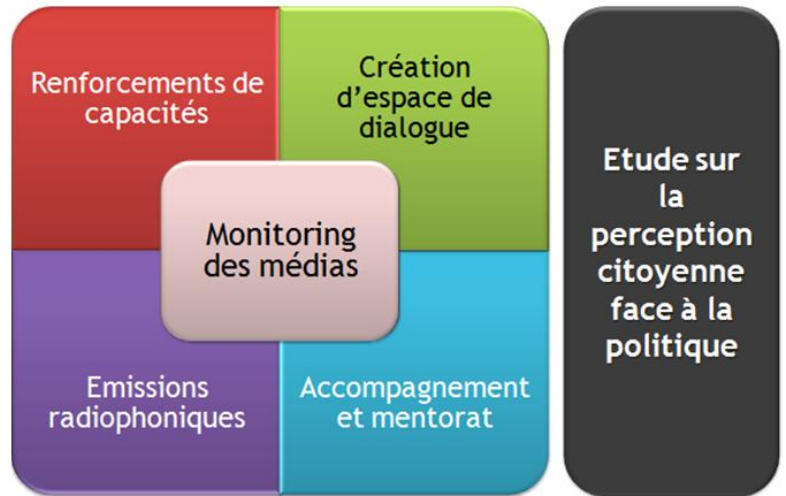 Renforcements de
capacités
Création
d’espace de
dialogue
Monitoring
des médias
Emissions
radiophoniques
Accompagnement
et mentorat
Etude sur
la
perception
citoyenne
face à la
politique